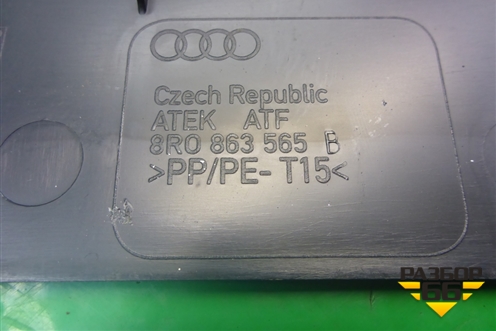 Czech Republic
ATEK ATF
8R0 863 565 B
>PP/PE-T15<
РАЗБОР
66